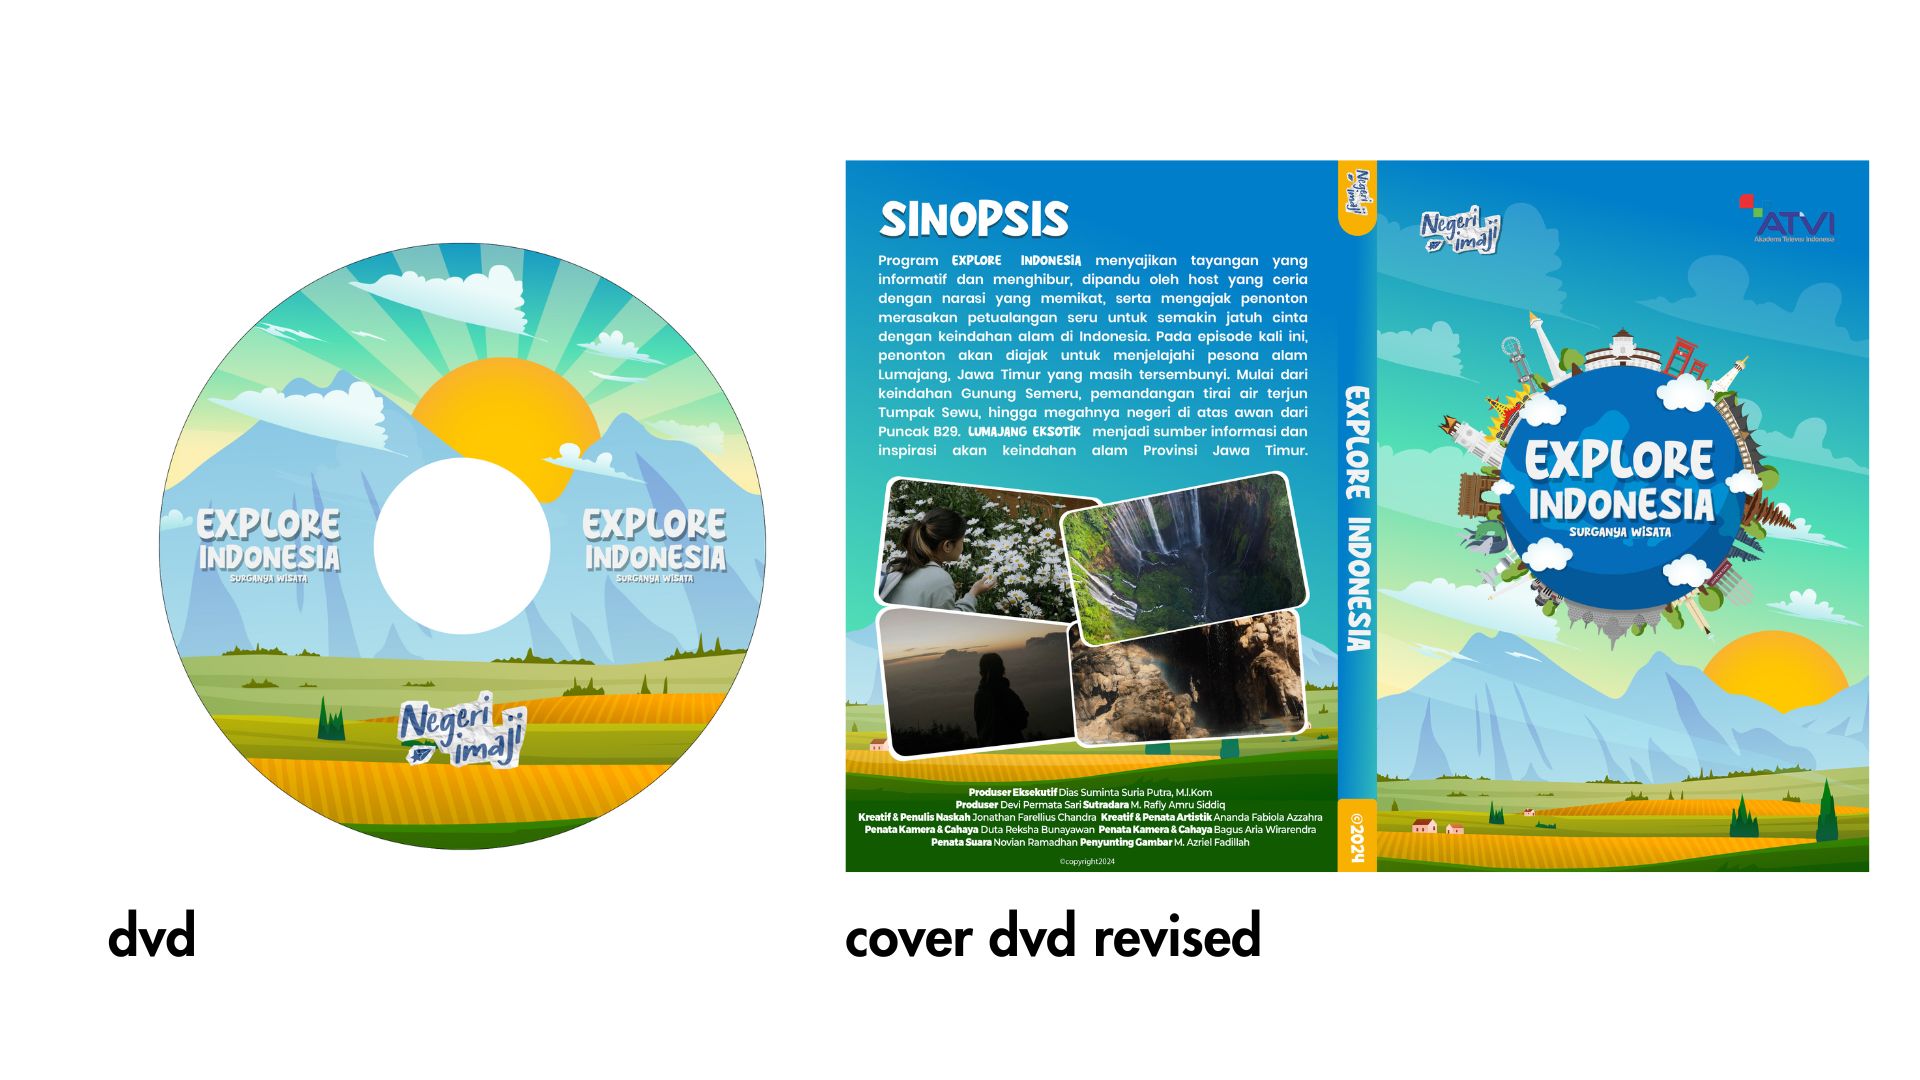 EXPLORE
INDONESIA
SURGANYA WISATA
EXPLORE
INDONESIA
SURGANYA WISATA
Negeri
imaji
dvd
SINOPSIS
Program EXPLORE INDONESIA menyajikan tayangan yang
informatif dan menghibur, dipandu oleh host yang ceria
dengan narasi yang memikat, serta mengajak penonton
merasakan petualangan seru untuk semakin jatuh cinta
dengan keindahan alam di Indonesia. Pada episode kali ini,
penonton akan diajak untuk menjelajahi pesona alam
Lumajang, Jawa Timur yang masih tersembunyi. Mulai dari
keindahan Gunung Semeru, pemandangan tirai air terjun
Tumpak Sewu, hingga megahnya negeri di atas awan dari
Puncak B29. LUMAJANG EKSOTIK menjadi sumber informasi dan
inspirasi akan keindahan alam Provinsi Jawa Timur.
Produser Eksekutif Dias Suminta Suria Putra, M.I.Kom
Produser Devi Permata Sari Sutradara M. Rafly Amru Siddiq
Kreatif & Penulis Naskah Jonathan Farellius Chandra Kreatif & Penata Artistik Ananda Fabiola Azzahra
Penata Kamera & Cahaya Duta Reksha Bunayawan Penata Kamera & Cahaya Bagus Aria Wirarendra
Penata Suara Novian Ramadhan Penyunting Gambar M. Azriel Fadillah
©copyright2024
Negeri
imaji
EXPLORE INDONESIA
©2024
Negeri
imaji
ATVI
Akademi Televisi Indonesia
EXPLORE
INDONESIA
SURGANYA WISATA
cover dvd revised